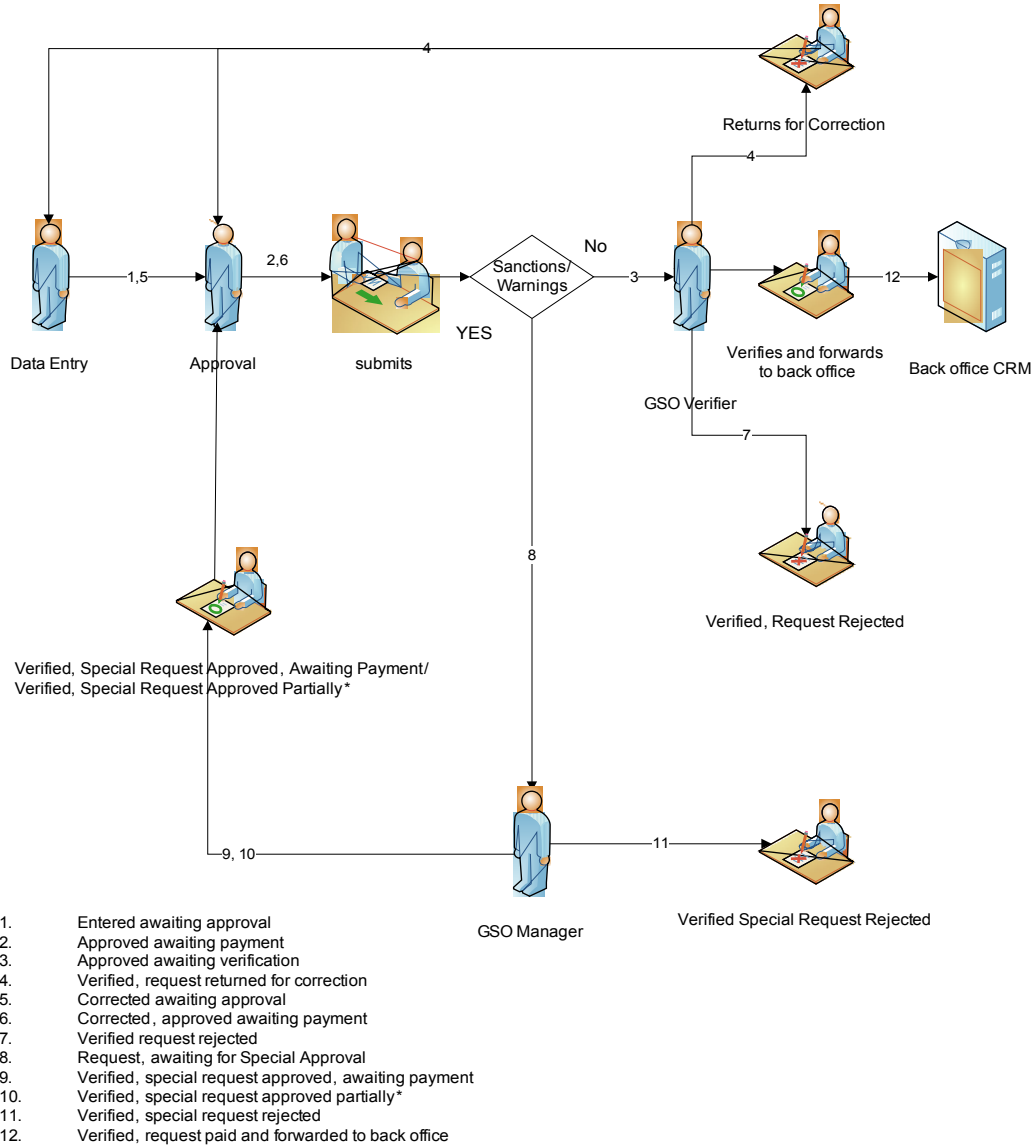 4
Returns for Correction
4
No
2,6
Sanctions/
Warnings
1,5
3
12
YES
Data Entry
Approval
submits
Verifies and forwards
to back office
Back office CRM
GSO Verifier
7
8
Verified, Request Rejected
Verified, Special Request Approved, Awaiting Payment/
Verified, Special Request Approved Partially*
9, 10
11
GSO Manager
Verified Special Request Rejected
1. Entered awaiting approval
2. Approved awaiting payment
3. Approved awaiting verification
4. Verified, request returned for correction
5. Corrected awaiting approval
6. Corrected, approved awaiting payment
7. Verified request rejected
8. Request, awaiting for Special Approval
9. Verified, special request approved, awaiting payment
10. Verified, special request approved partially*
11. Verified, special request rejected
12. Verified, request paid and forwarded to back office